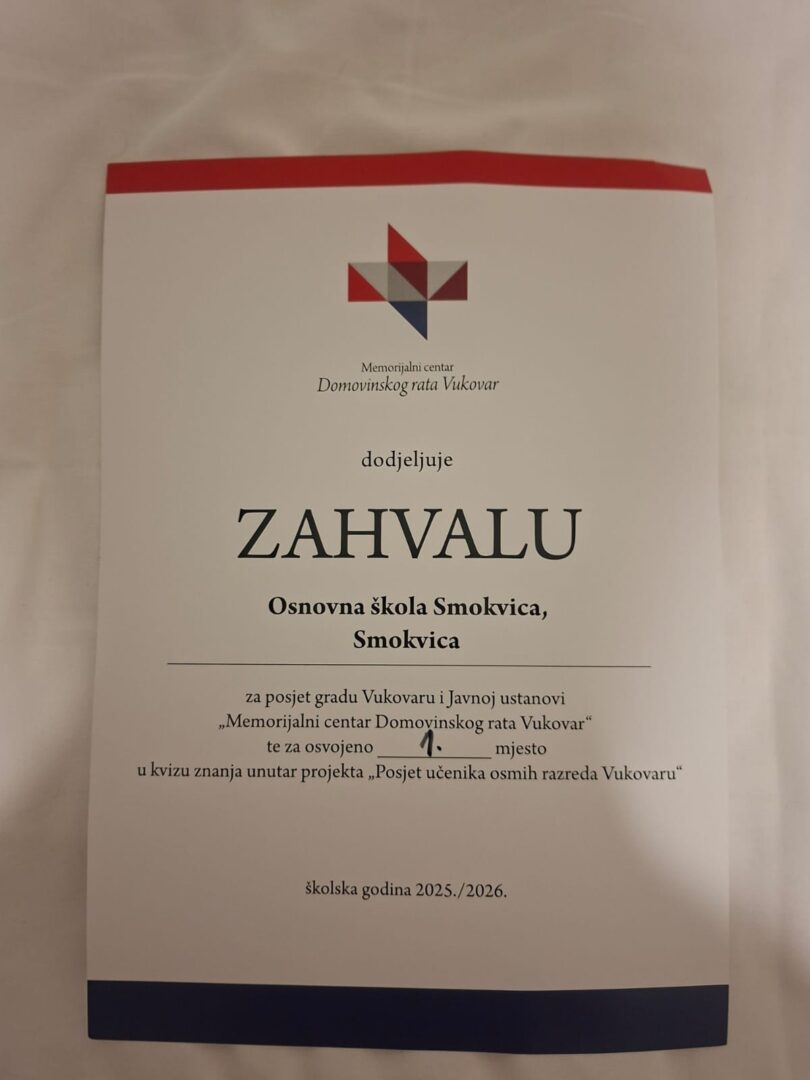 Memorijalni centar
Domovinskog rata Vukovar
dodjeljuje
ZAHVALU
Osnovna škola Smokvica,
Smokvica
za posjet gradu Vukovaru i Javnoj ustanovi
„Memorijalni centar Domovinskog rata Vukovar“
te za osvojeno 1. mjesto
u kvizu znanja unutar projekta „Posjet učenika osmih razreda Vukovaru“
školska godina 2025./2026.